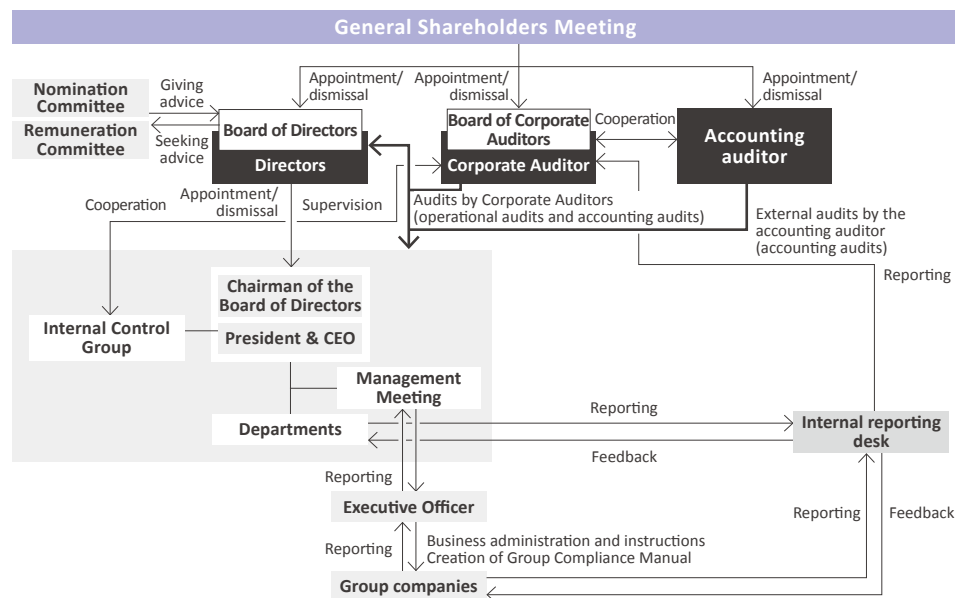 General Shareholders Meeting
Nomination
Committee
Giving
advice
Appointment/
dismissal
Appointment/
dismissal
Appointment/
dismissal
Remuneration
Committee
Seeking
advice
Board of Directors
Directors
Board of Corporate
Auditors
Corporate Auditor
Cooperation
Accounting
auditor
Cooperation
Appointment/
dismissal
Supervision
Audits by Corporate Auditors
(operational audits and accounting audits)
External audits by the
accounting auditor
(accounting audits)
Reporting
Chairman of the
Board of Directors
President & CEO
Internal Control
Group
Management
Meeting
Departments
Reporting
Feedback
Internal reporting
desk
Reporting
Executive Officer
Reporting
Business administration and instructions
Creation of Group Compliance Manual
Reporting
Feedback
Group companies